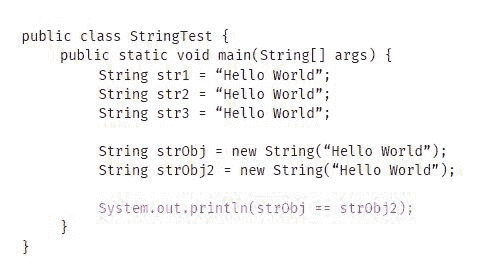 public class StringTest {
public static void main(String[] args) {
String str1 = “Hello World”;
String str2 = “Hello World”;
String str3 = “Hello World”;
String strObj = new String(“Hello World”);
String strObj2 = new String(“Hello World”);
System.out.println(strObj == strObj2);
}
}